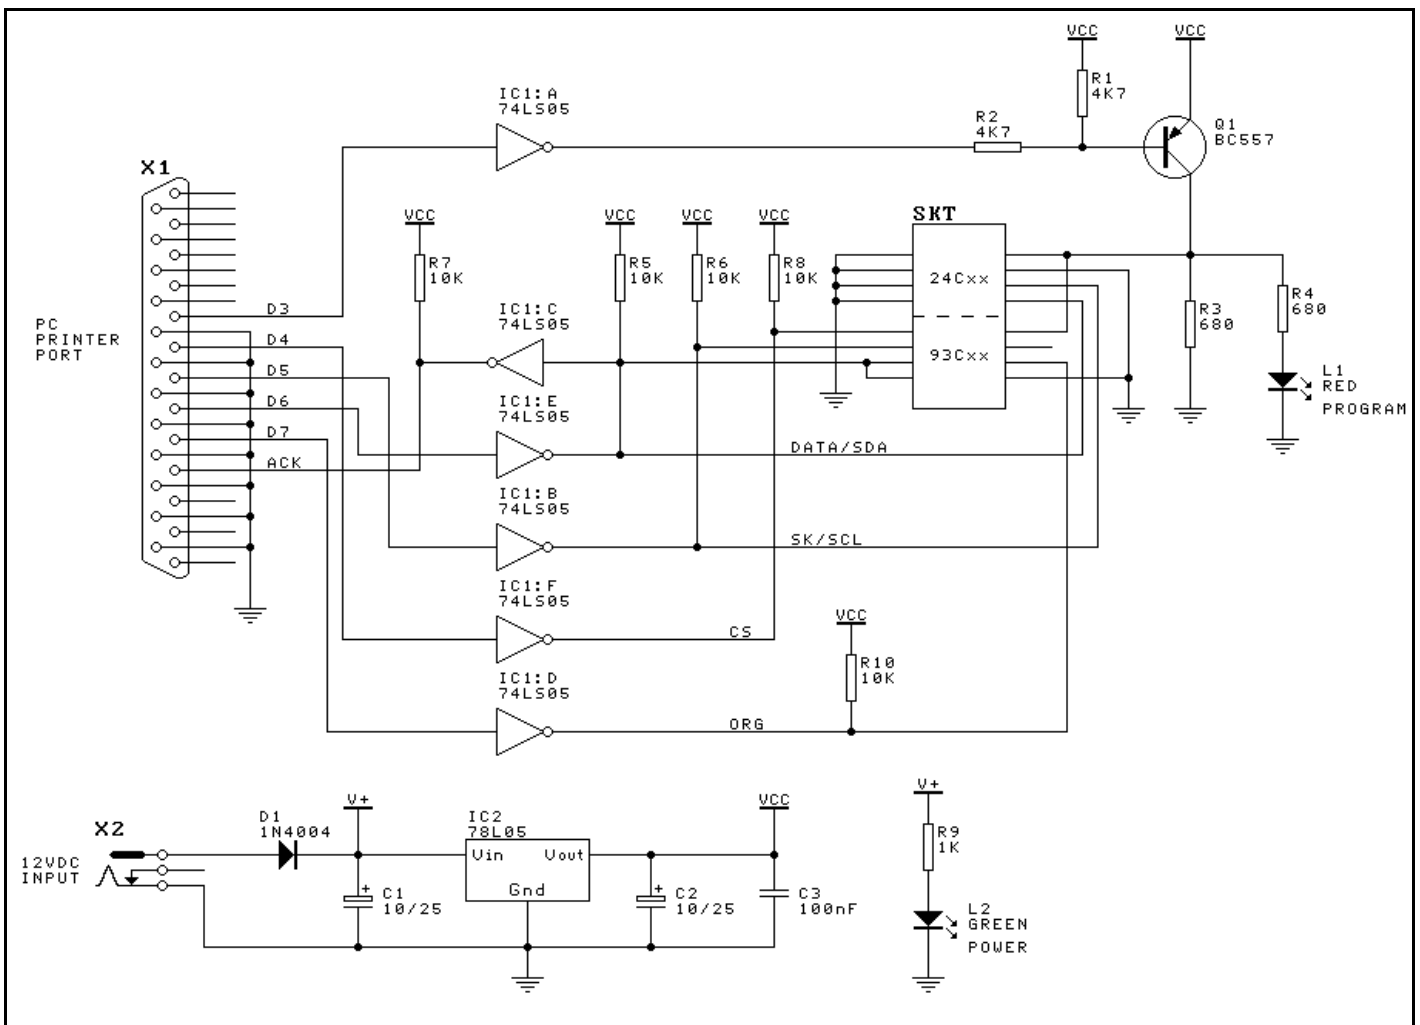 VCC
VCC
IC1:A
74LS05
R1
4K7
R2
4K7
Q1
BC557
X1
VCC
VCC
VCC
VCC
SKT
R7
10K
R5
10K
R6
10K
R8
10K
24Cxx
R4
680
R3
680
PC
PRINTER
PORT
D3
IC1:C
74LS05
D4
93Cxx
D5
L1
RED
PROGRAM
D6
IC1:E
74LS05
D7
DATA/SDA
ACK
IC1:B
74LS05
SK/SCL
IC1:F
74LS05
CS
VCC
R10
10K
IC1:D
74LS05
ORG
V+
VCC
V+
X2
D1
1N4004
IC2
78L05
R9
1K
12VDC
INPUT
Vin
Vout
Gnd
+
C1
10/25
+
C2
10/25
C3
100nF
L2
GREEN
POWER